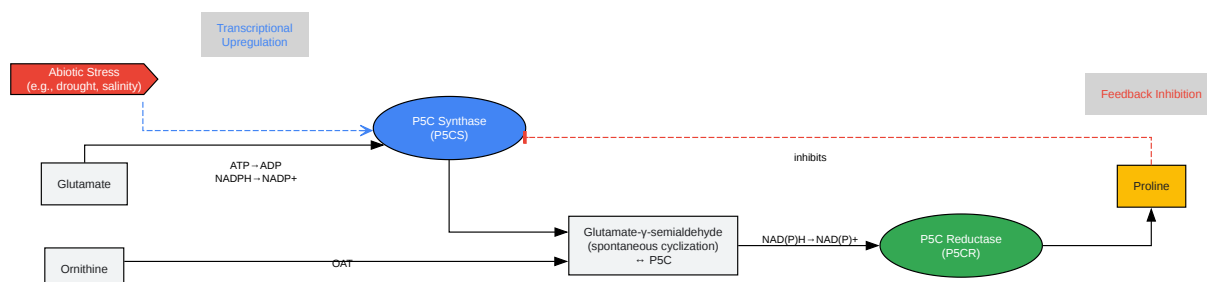 Transcriptional
Upregulation
Abiotic Stress
(e.g., drought, salinity)
Feedback Inhibition
P5C Synthase
(P5CS)
inhibits
ATP→ADP
NADPH→NADP+
Glutamate
Proline
Glutamate-γ-semialdehyde
(spontaneous cyclization)
↔ P5C
NAD(P)H→NAD(P)+
P5C Reductase
(P5CR)
Ornithine
OAT